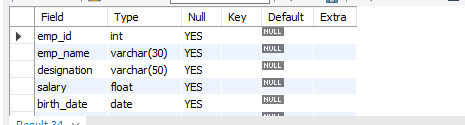 Field Type Null Key Default Extra
emp_id int YES NULL
emp_name varchar(30) YES NULL
designation varchar(50) YES NULL
salary float YES NULL
birth_date date YES NULL
Result 34